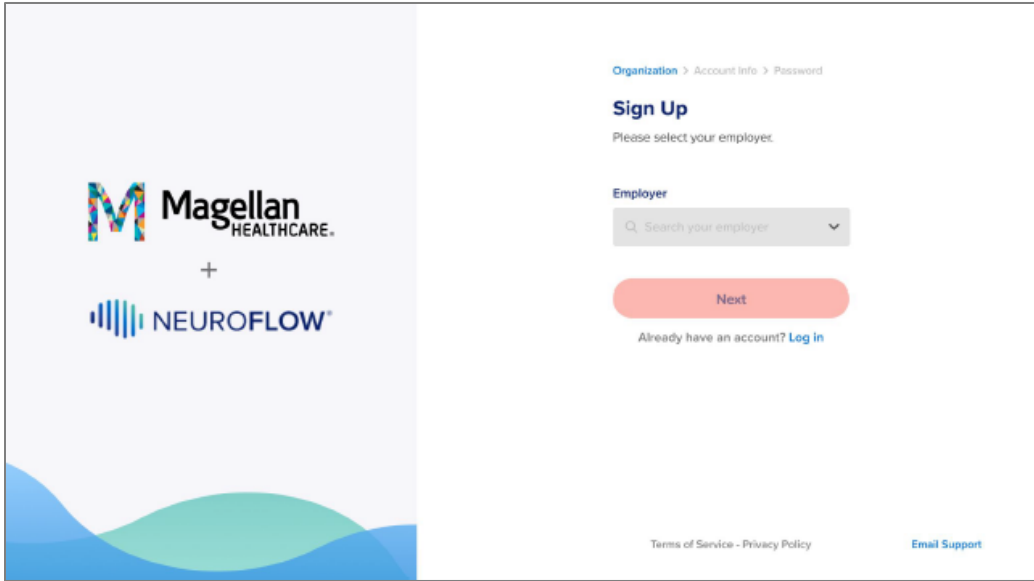 Magellan
HEALTHCARE.
+
NEUROFLOW®
Organization > Account Info > Password
Sign Up
Please select your employer.
Employer
Search your employer
Next
Already have an account? Log in
Terms of Service - Privacy Policy
Email Support